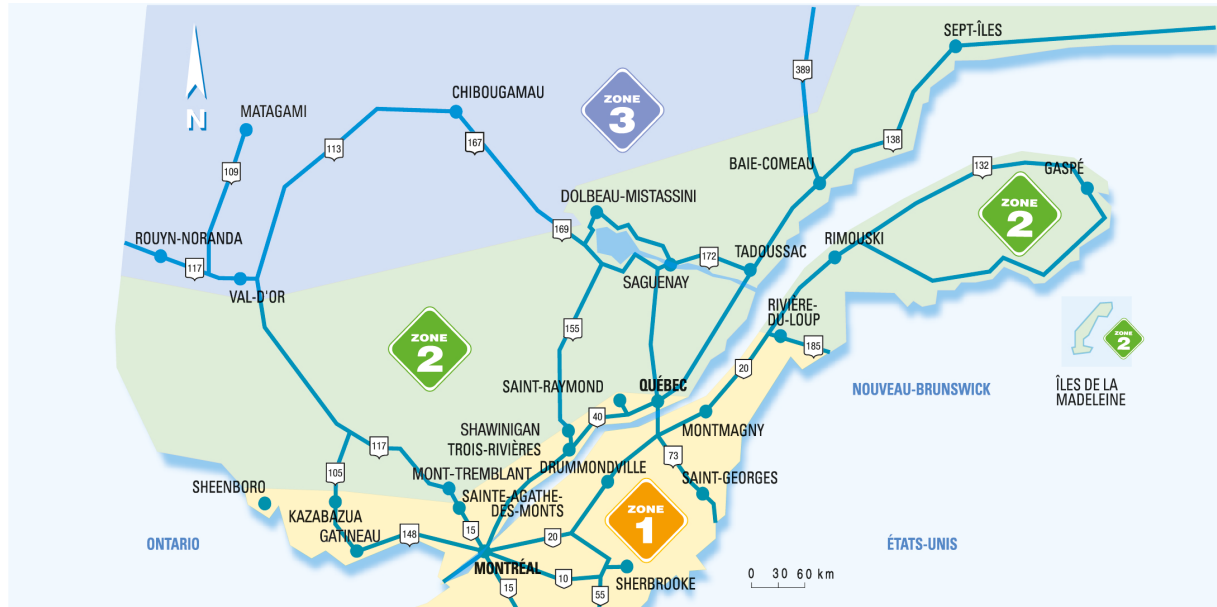 SEPT-ÎLES
389
ZONE
3
CHIBOUGAMAU
MATAGAMI
N
138
167
113
132
BAIE-COMEAU
GASPÉ
109
DOLBEAU-MISTASSINI
ZONE
2
169
ROUYN-NORANDA
RIMOUSKI
TADOUSSAC
172
117
SAGUENAY
VAL-D'OR
RIVIÈRE-
DU-LOUP
155
ZONE
2
ZONE
2
185
20
SAINT-RAYMOND
QUÉBEC
ÎLES DE LA
MADELEINE
NOUVEAU-BRUNSWICK
40
SHAWINIGAN
MONTMAGNY
TROIS-RIVIÈRES
117
73
105
MONT-TREMBLANT
DRUMMONDVILLE
SAINT-GEORGES
SHEENBORO
SAINTE-AGATHE-
DES-MONTS
KAZABAZUA
ZONE
1
GATINEAU
148
15
20
ONTARIO
ÉTATS-UNIS
MONTRÉAL
10
SHERBROOKE
0 30 60 km
15
55